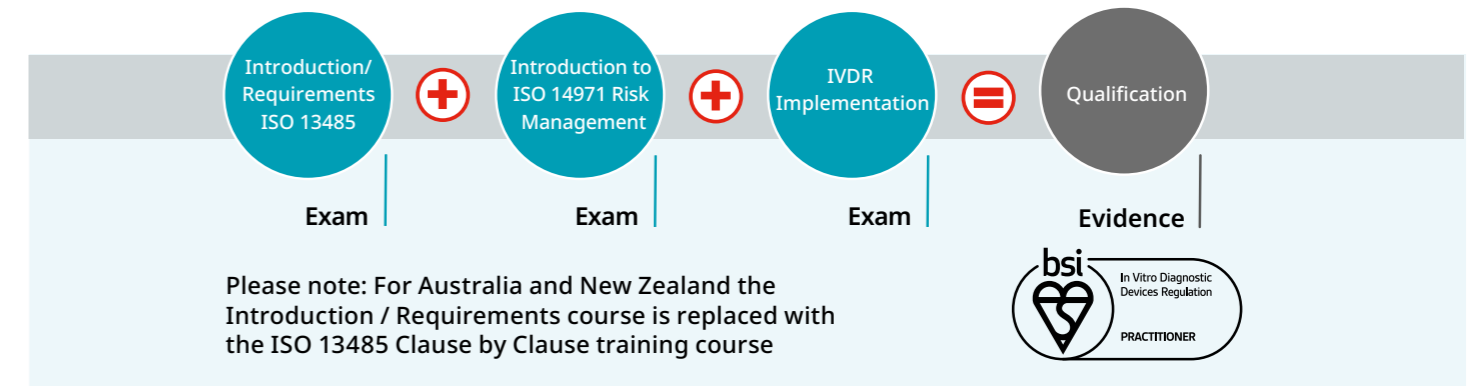 Introduction/
Requirements
ISO 13485
Introduction to
ISO 14971 Risk
Management
IVDR
Implementation
Qualification
Exam
Exam
Exam
Evidence
Please note: For Australia and New Zealand the
Introduction / Requirements course is replaced with
the ISO 13485 Clause by Clause training course
bsi
In Vitro Diagnostic
Devices Regulation
PRACTITIONER